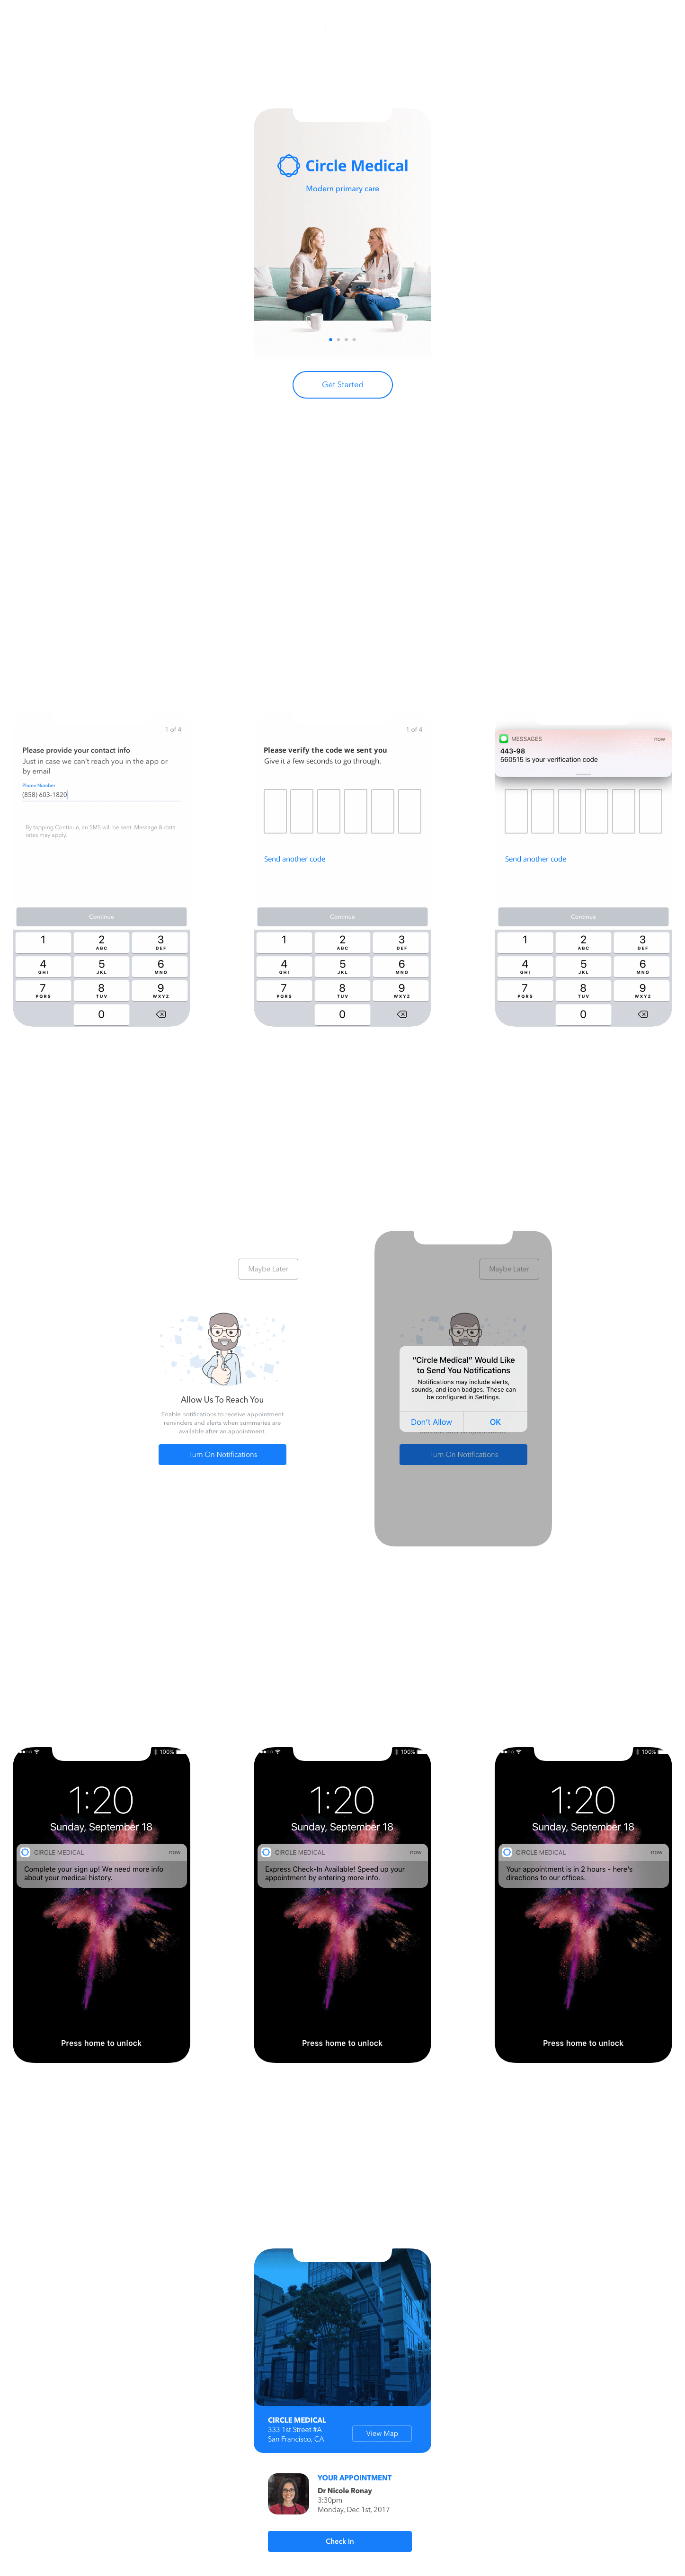 Circle Medical
Modern primary care
Get Started
1 of 4
Please provide your contact info
Just in case we can't reach you in the app or
by email
Phone Number
(858) 603-1820
By tapping Continue, an SMS will be sent. Message & data
rates may apply.
Continue
1 2 3
ABC DEF
4 5 6
GHI JKL MNO
7 8 9
PQRS TUV WXYZ
0
1 of 4
Please verify the code we sent you
Give it a few seconds to go through.
Send another code
Continue
1 2 3
ABC DEF
4 5 6
GHI JKL MNO
7 8 9
PQRS TUV WXYZ
0
MESSAGES now
443-98
560515 is your verification code
Send another code
Continue
1 2 3
ABC DEF
4 5 6
GHI JKL MNO
7 8 9
PQRS TUV WXYZ
0
Maybe Later
Allow Us To Reach You
Enable notifications to receive appointment
reminders and alerts when summaries are
available after an appointment.
Turn On Notifications
Maybe Later
"Circle Medical" Would Like
to Send You Notifications
Notifications may include alerts,
sounds, and icon badges. These can
be configured in Settings.
Don't Allow OK
Turn On Notifications
100%
1:20
Sunday, September 18
CIRCLE MEDICAL now
Complete your sign up! We need more info
about your medical history.
Press home to unlock
100%
1:20
Sunday, September 18
CIRCLE MEDICAL now
Express Check-In Available! Speed up your
appointment by entering more info.
Press home to unlock
100%
1:20
Sunday, September 18
CIRCLE MEDICAL now
Your appointment is in 2 hours - here's
directions to our offices.
Press home to unlock
CIRCLE MEDICAL
333 1st Street #A
San Francisco, CA
View Map
YOUR APPOINTMENT
Dr Nicole Ronay
3:30pm
Monday, Dec 1st, 2017
Check In